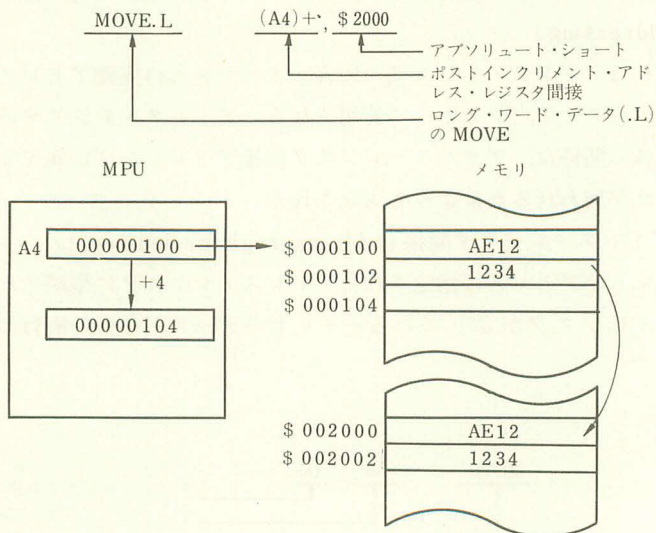 MOVE.L (A4)+, $2000
アブソリュート・ショート
ポストインクリメント・アド
レス・レジスタ間接
ロング・ワード・データ(.L)
の MOVE
MPU
メモリ
A4 00000100
+4
00000104
$000100 AE12
$000102 1234
$000104
$002000 AE12
$002002 1234